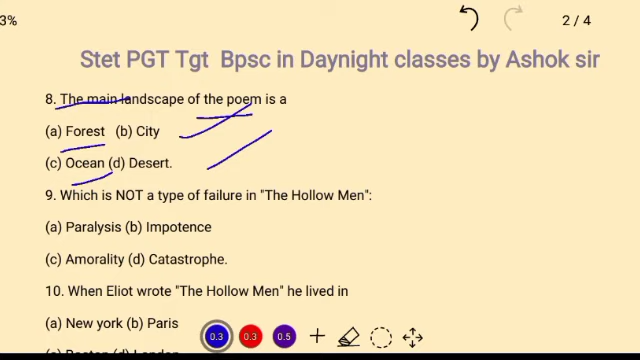 3%
2 / 4
Stet PGT Tgt Bpsc in Daynight classes by Ashok sir
8. The main landscape of the poem is a
(a) Forest (b) City
(c) Ocean (d) Desert.
9. Which is NOT a type of failure in "The Hollow Men":
(a) Paralysis (b) Impotence
(c) Amorality (d) Catastrophe.
10. When Eliot wrote "The Hollow Men" he lived in
(a) New york (b) Paris
0.3 0.3 0.5
(c) Boston (d) London